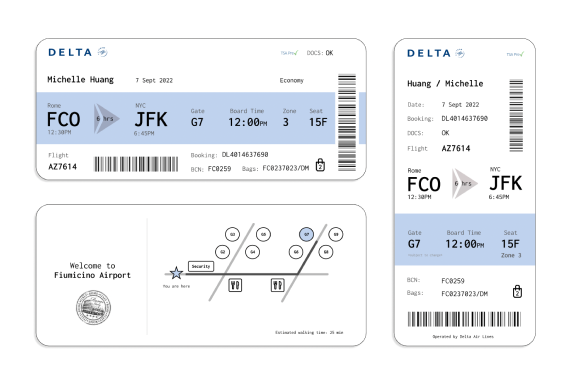 DELTA
TSA Pre✓ DOCS: OK
Michelle Huang 7 Sept 2022 Economy
Rome NYC Gate Board Time Zone Seat
FCO 6 hrs JFK G7 12:00PM 3 15F
12:30PM 6:45PM
Flight Booking: DL4014637690
AZ7614 BCN: FC0259 Bags: FC0237023/DM 2
Welcome to
Fiumicino Airport
G3 G5 G7 G9
G2 G4 G6 G8
Security
You are here
Estimated walking time: 25 min
DELTA
TSA Pre✓
Huang / Michelle
Date: 7 Sept 2022
Booking: DL4014637690
DOCS: OK
Flight AZ7614
Rome NYC
FCO 6 hrs JFK
12:30PM 6:45PM
Gate Board Time Seat
G7 12:00PM 15F
Zone 3
BCN: FC0259
Bags: FC0237023/DM 2
Operated by Delta Air Lines